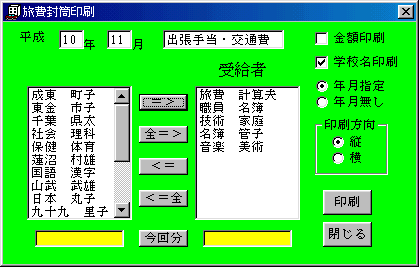 旅費封筒印刷
平成 10 年 11 月 出張手当・交通費
金額印刷
学校名印刷
受給者
年月指定
年月無し
成東 町子
東金 市子
千葉 県太
社会 理科
保健 体育
蓮沼 村雄
国語 漢字
山武 武雄
日本 丸子
九十九 里子
=>
全=>
<=
<=全
旅費 計算夫
職員 名簿
技術 家庭
名簿 管子
音楽 美術
印刷方向
縦
横
印刷
閉じる
今回分